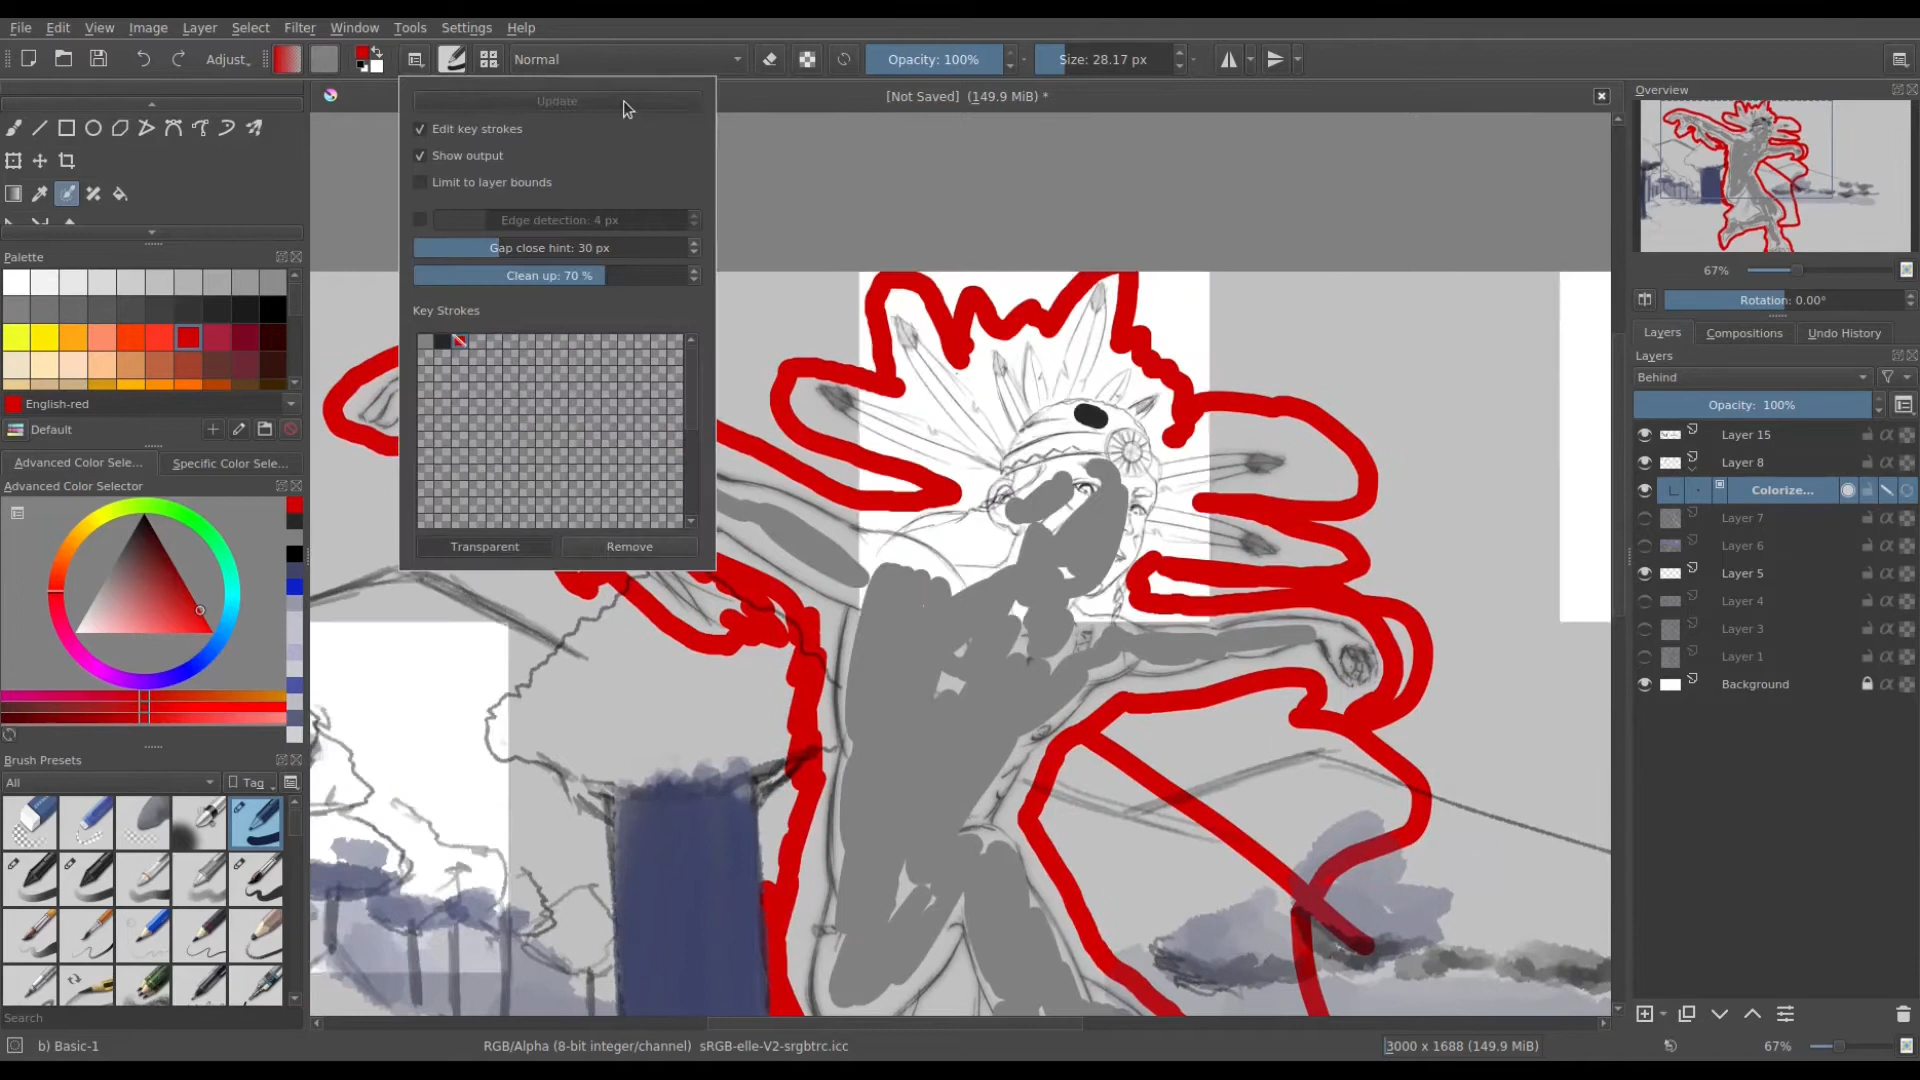 File Edit View Image Layer Select Filter Window Tools Settings Help
Adjust
Normal
Opacity: 100%
Size: 28.17 px
[Not Saved] (149.9 MiB) *
Update
Edit key strokes
Show output
Limit to layer bounds
Edge detection: 4 px
Gap close hint: 30 px
Clean up: 70 %
Key Strokes
Transparent
Remove
Palette
English-red
Default
Advanced Color Sele...
Specific Color Sele...
Advanced Color Selector
Brush Presets
All
Tag
Search
b) Basic-1
RGB/Alpha (8-bit integer/channel) sRGB-elle-V2-srgbtrc.icc
3000 x 1688 (149.9 MiB)
67%
Overview
67%
Rotation: 0.00°
Layers
Compositions
Undo History
Layers
Behind
Opacity: 100%
Layer 15
Layer 8
Colorize...
Layer 7
Layer 6
Layer 5
Layer 4
Layer 3
Layer 1
Background